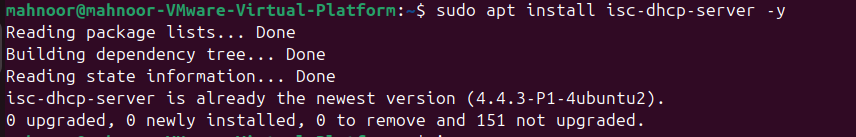 mahnoor@mahnoor-VMware-Virtual-Platform:~$ sudo apt install isc-dhcp-server -y
Reading package lists... Done
Building dependency tree... Done
Reading state information... Done
isc-dhcp-server is already the newest version (4.4.3-P1-4ubuntu2).
0 upgraded, 0 newly installed, 0 to remove and 151 not upgraded.